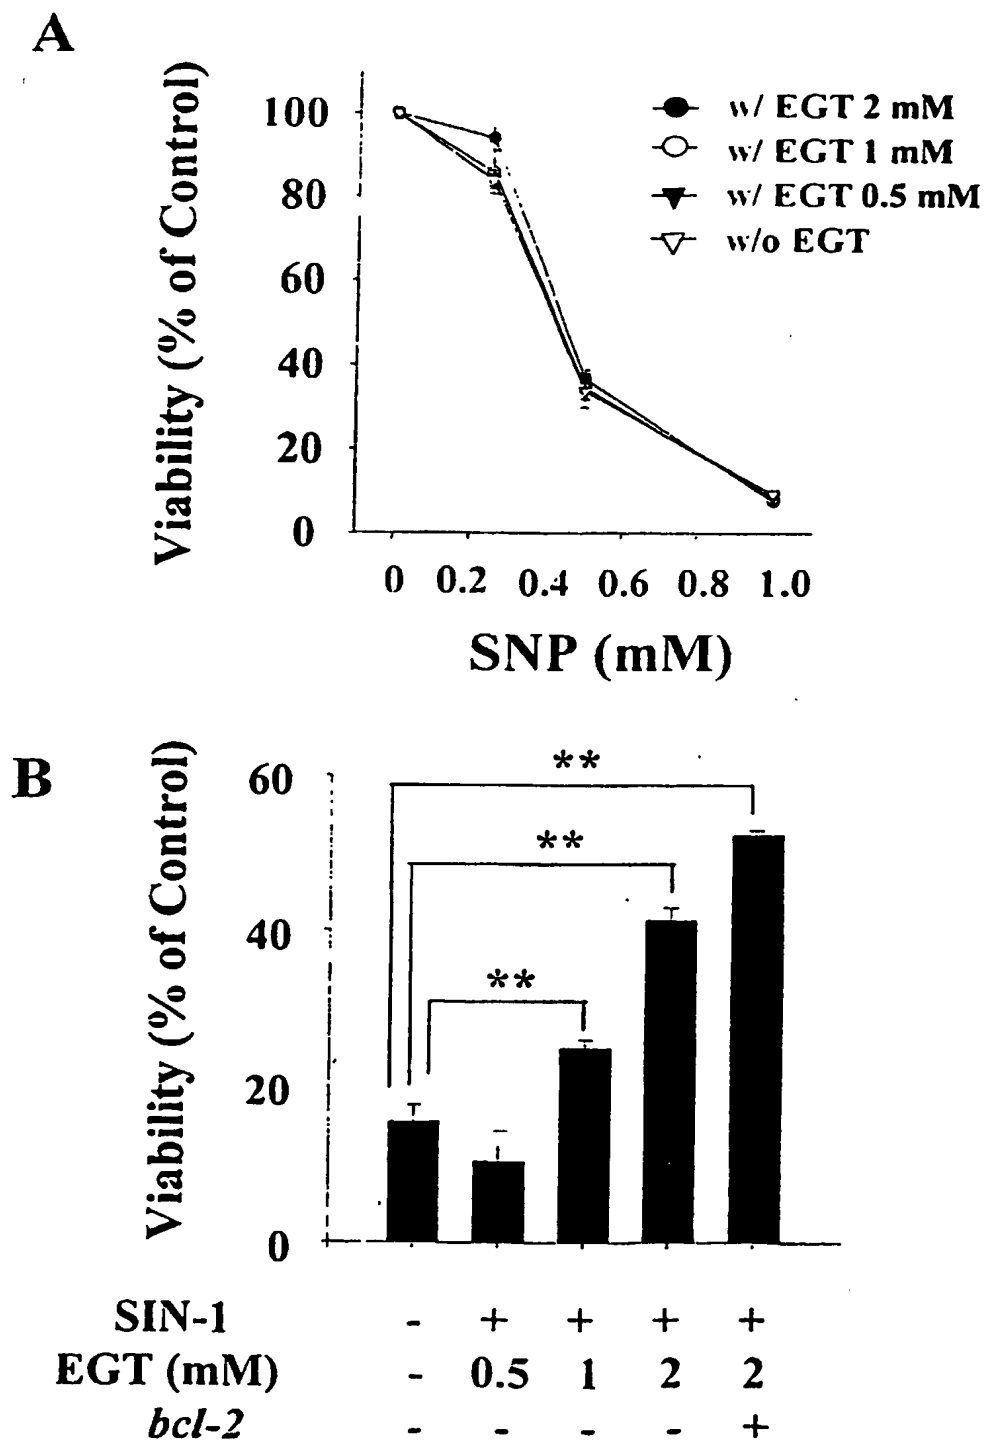 A
Viability (% of Control)
100
80
60
40
20
0
w/ EGT 2 mM
w/ EGT 1 mM
w/ EGT 0.5 mM
w/o EGT
0 0.2 0.4 0.6 0.8 1.0
SNP (mM)
B
Viability (% of Control)
60
40
20
0
**
**
**
SIN-1 - + + + +
EGT (mM) - 0.5 1 2 2
bcl-2 - - - - +